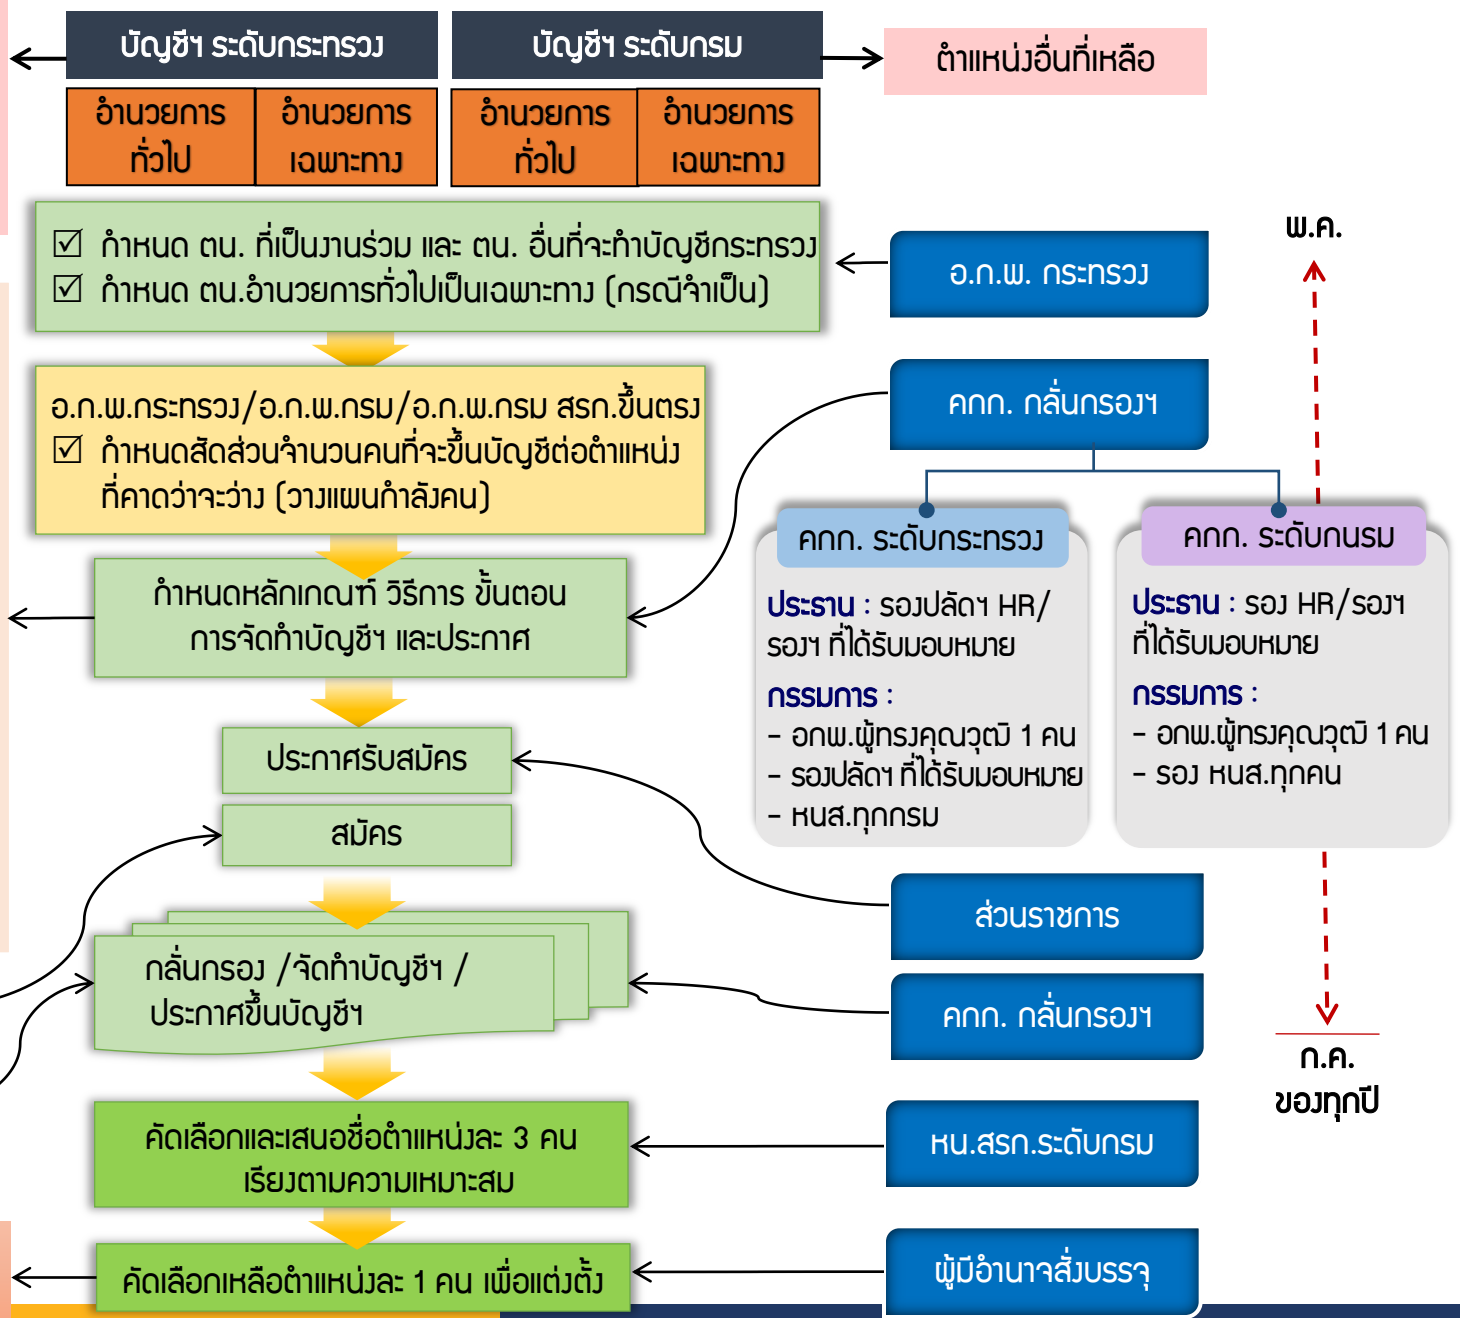 บัญชีฯ ระดับกระทรวง
บัญชีฯ ระดับกรม
ตำแหน่งอื่นที่เหลือ
อำนวยการ
ทั่วไป
อำนวยการ
เฉพาะทาง
อำนวยการ
ทั่วไป
อำนวยการ
เฉพาะทาง
☑ กำหนด ตน. ที่เป็นงานร่วม และ ตน. อื่นที่จะทำบัญชีกระทรวง
☑ กำหนด ตน.อำนวยการทั่วไปเป็นเฉพาะทาง (กรณีจำเป็น)
อ.ก.พ. กระทรวง
พ.ค.
อ.ก.พ.กระทรวง/อ.ก.พ.กรม/อ.ก.พ.กรม สรก.ขึ้นตรง
☑ กำหนดสัดส่วนจำนวนคนที่จะขึ้นบัญชีต่อตำแหน่ง
ที่คาดว่าจะว่าง (วางแผนกำลังคน)
คกก. กลั่นกรองฯ
คกก. ระดับกระทรวง
ประธาน : รองปลัดฯ HR/
รองฯ ที่ได้รับมอบหมาย
กรรมการ :
- อกพ.ผู้ทรงคุณวุฒิ 1 คน
- รองปลัดฯ ที่ได้รับมอบหมาย
- หนส.ทุกกรม
คกก. ระดับกนรม
ประธาน : รอง HR/รองฯ
ที่ได้รับมอบหมาย
กรรมการ :
- อกพ.ผู้ทรงคุณวุฒิ 1 คน
- รอง หนส.ทุกคน
กำหนดหลักเกณฑ์ วิธีการ ขั้นตอน
การจัดทำบัญชีฯ และประกาศ
ประกาศรับสมัคร
สมัคร
ส่วนราชการ
กลั่นกรอง /จัดทำบัญชีฯ /
ประกาศขึ้นบัญชีฯ
คกก. กลั่นกรองฯ
ก.ค.
ของทุกปี
คัดเลือกและเสนอชื่อตำแหน่งละ 3 คน
เรียงตามความเหมาะสม
หน.สรก.ระดับกรม
คัดเลือกเหลือตำแหน่งละ 1 คน เพื่อแต่งตั้ง
ผู้มีอำนาจสั่งบรรจุ